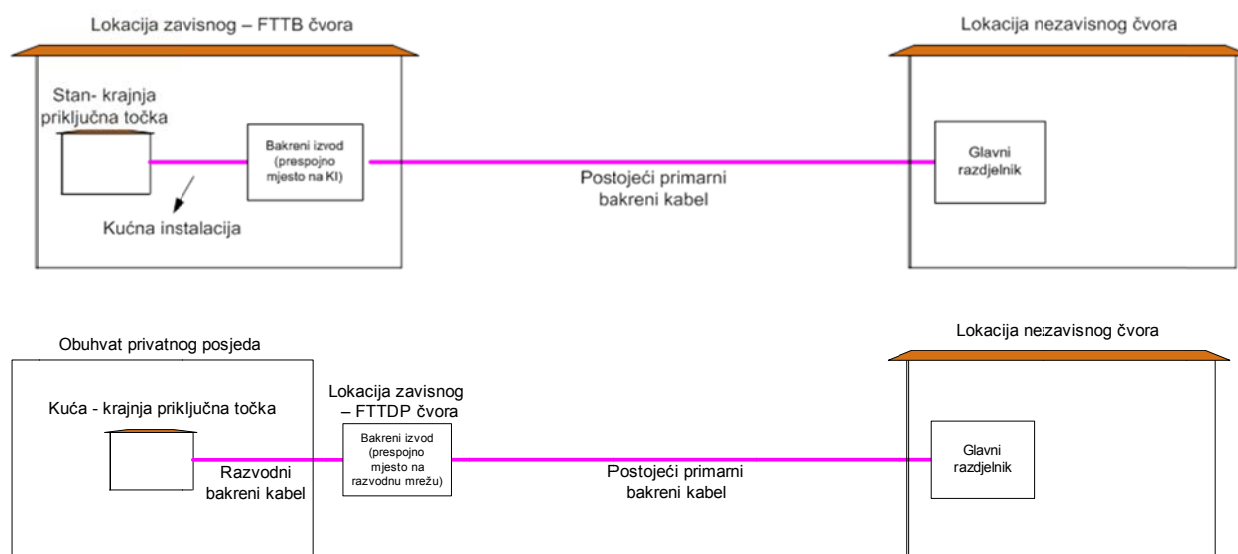 Lokacija zavisnog – FTTB čvora
Lokacija nezavisnog čvora
Stan- krajnja
priključna točka
Bakreni izvod
(prespojno
mjesto na KI)
Glavni
razdjelnik
Postojeći primarni
bakreni kabel
Kućna instalacija
Lokacija nezavisnog čvora
Obuhvat privatnog posjeda
Lokacija zavisnog
– FTTDP čvora
Kuća - krajnja priključna točka
Bakreni izvod
(prespojno
mjesto na
razvodnu mrežu)
Glavni
razdjelnik
Razvodni
bakreni kabel
Postojeći primarni
bakreni kabel